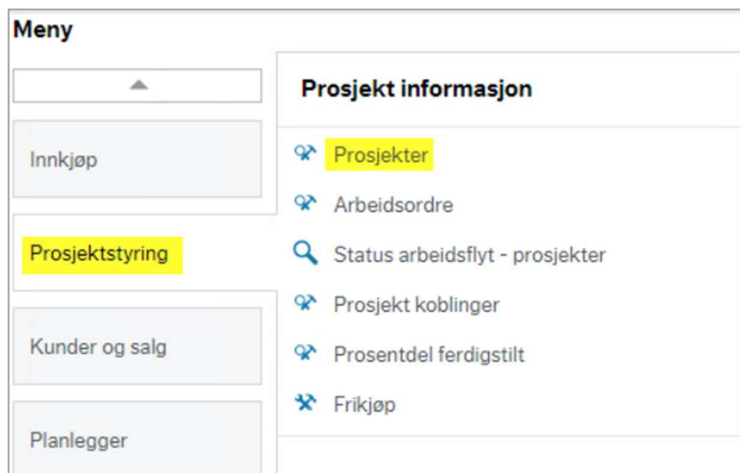 Meny
Innkjøp
Prosjektstyring
Kunder og salg
Planlegger
Prosjekt informasjon
Prosjekter
Arbeidsordre
Status arbeidsflyt - prosjekter
Prosjekt koblinger
Prosentdel ferdigstilt
Frikjøp